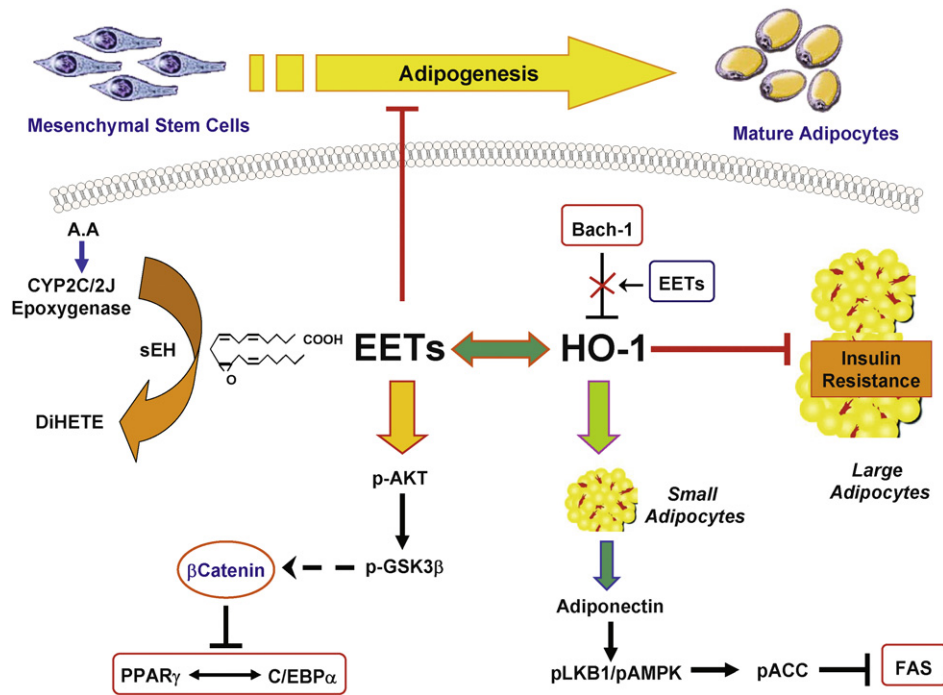 Adipogenesis
Mesenchymal Stem Cells
Mature Adipocytes
A.A
CYP2C/2J
Epoxygenase
sEH
DiHETE
COOH
O
EETs
HO-1
Bach-1
EETs
Insulin
Resistance
Large
Adipocytes
p-AKT
p-GSK3β
βCatenin
PPARγ
C/EBPα
Small
Adipocytes
Adiponectin
pLKB1/pAMPK
pACC
FAS